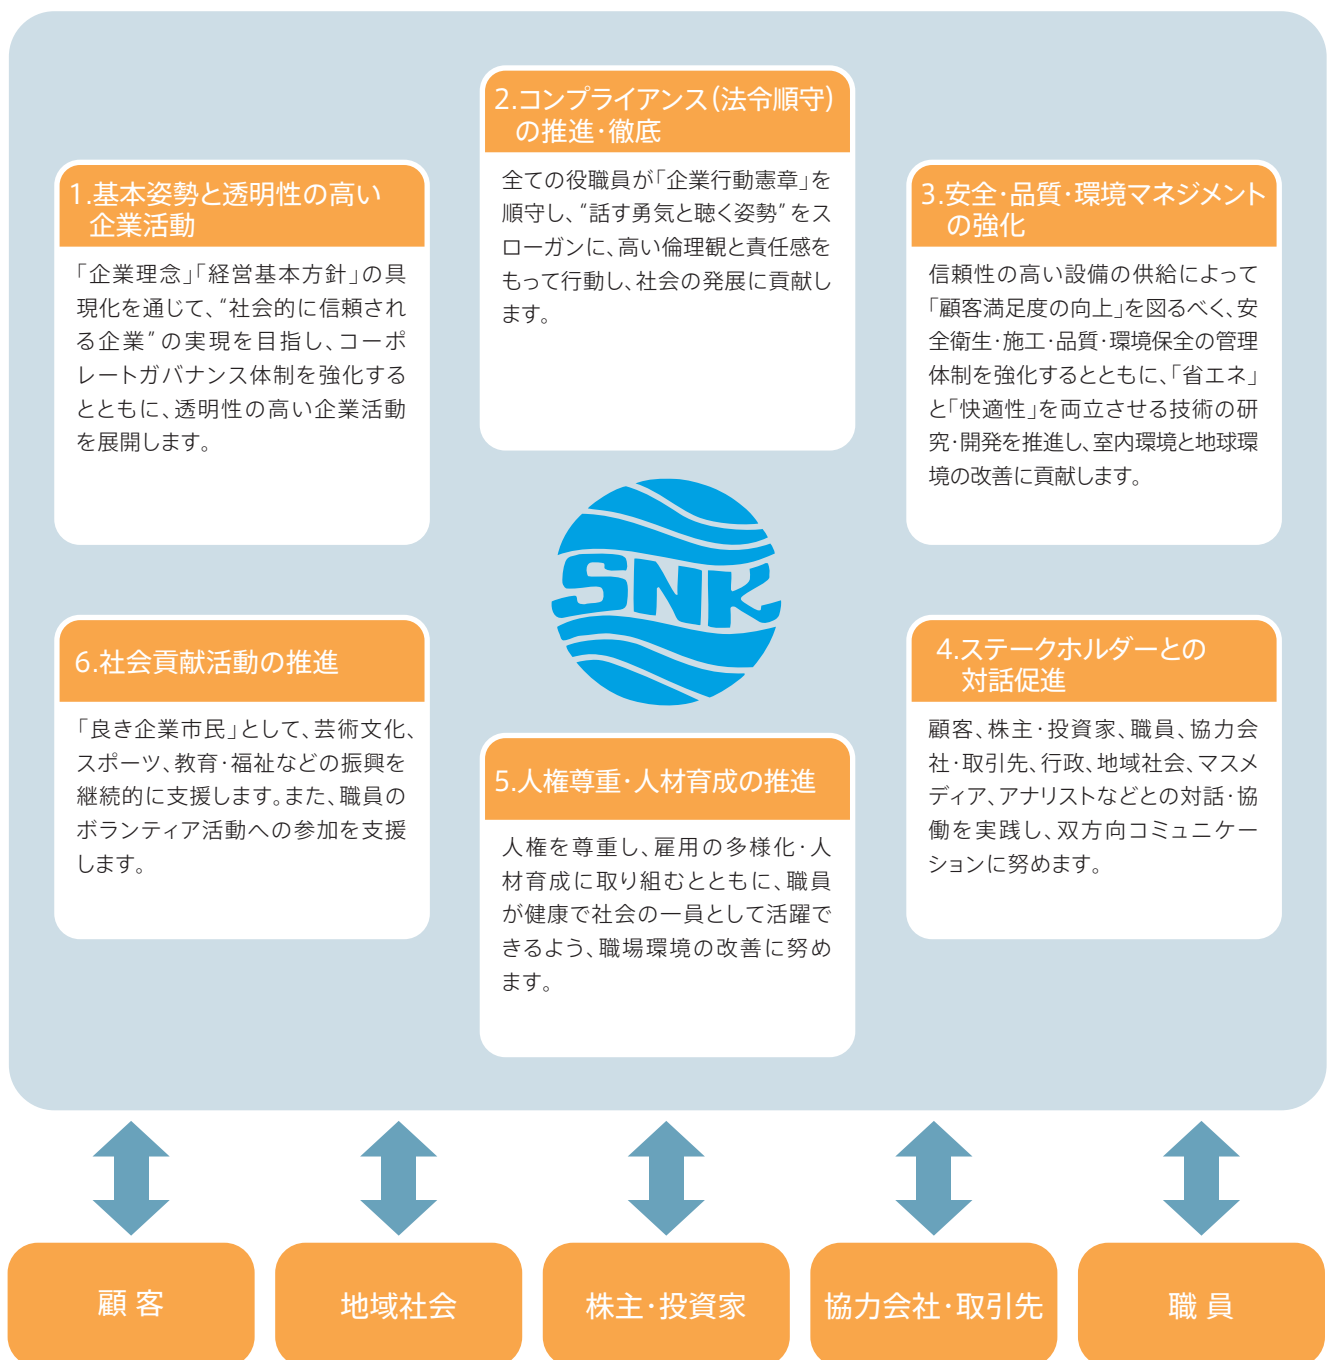 1.基本姿勢と透明性の高い
企業活動
「企業理念」「経営基本方針」の具
現化を通じて、“社会的に信頼され
る企業”の実現を目指し、コーポ
レートガバナンス体制を強化する
とともに、透明性の高い企業活動
を展開します。
2.コンプライアンス(法令順守)
の推進・徹底
全ての役職員が「企業行動憲章」を
順守し、“話す勇気と聴く姿勢”をス
ローガンに、高い倫理観と責任感を
もって行動し、社会の発展に貢献し
ます。
3.安全・品質・環境マネジメント
の強化
信頼性の高い設備の供給によって
「顧客満足度の向上」を図るべく、安
全衛生・施工・品質・環境保全の管理
体制を強化するとともに、「省エネ」
と「快適性」を両立させる技術の研
究・開発を推進し、室内環境と地球環
境の改善に貢献します。
SNK
4.ステークホルダーとの
対話促進
顧客、株主・投資家、職員、協力会
社・取引先、行政、地域社会、マスメ
ディア、アナリストなどとの対話・協
働を実践し、双方向コミュニケー
ションに努めます。
5.人権尊重・人材育成の推進
人権を尊重し、雇用の多様化・人
材育成に取り組むとともに、職員
が健康で社会の一員として活躍で
きるよう、職場環境の改善に努め
ます。
6.社会貢献活動の推進
「良き企業市民」として、芸術文化、
スポーツ、教育・福祉などの振興を
継続的に支援します。また、職員の
ボランティア活動への参加を支援
します。
顧 客
地域社会
株主・投資家
協力会社・取引先
職 員